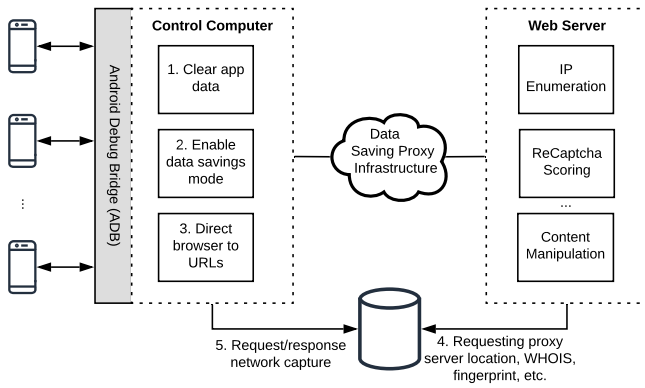 Control Computer
Web Server
Android Debug Bridge (ADB)
1. Clear app
data
2. Enable
data savings
mode
3. Direct
browser to
URLs
Data
Saving Proxy
Infrastructure
IP
Enumeration
ReCaptcha
Scoring
...
Content
Manipulation
...
5. Request/response
network capture
4. Requesting proxy
server location, WHOIS,
fingerprint, etc.